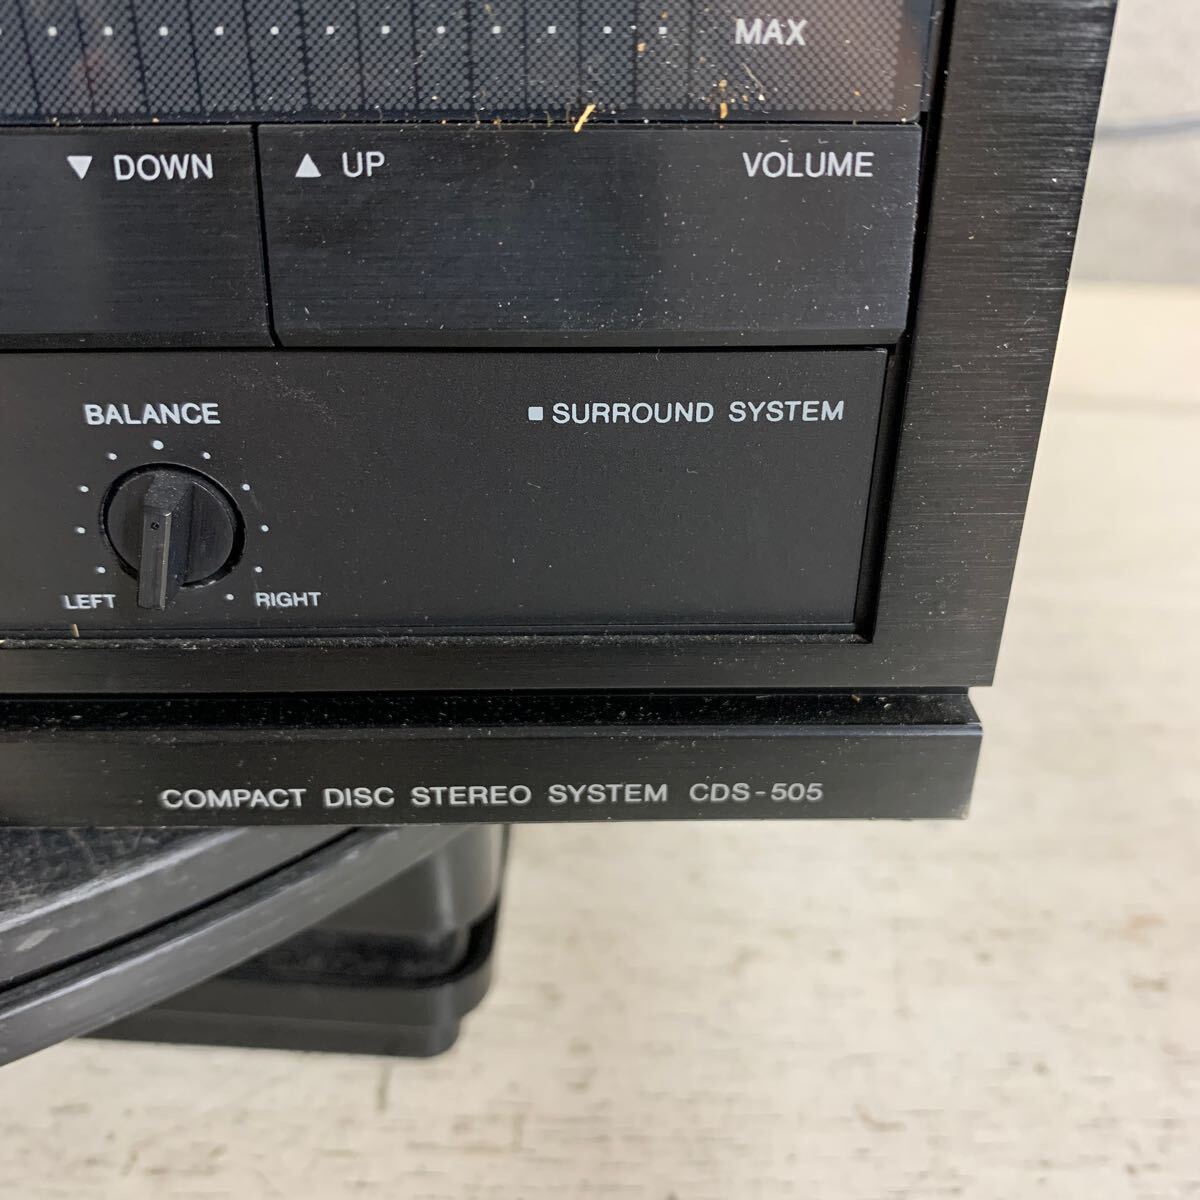 MAX
▼ DOWN
▲ UP
VOLUME
BALANCE
■ SURROUND SYSTEM
LEFT
RIGHT
COMPACT DISC STEREO SYSTEM CDS-505